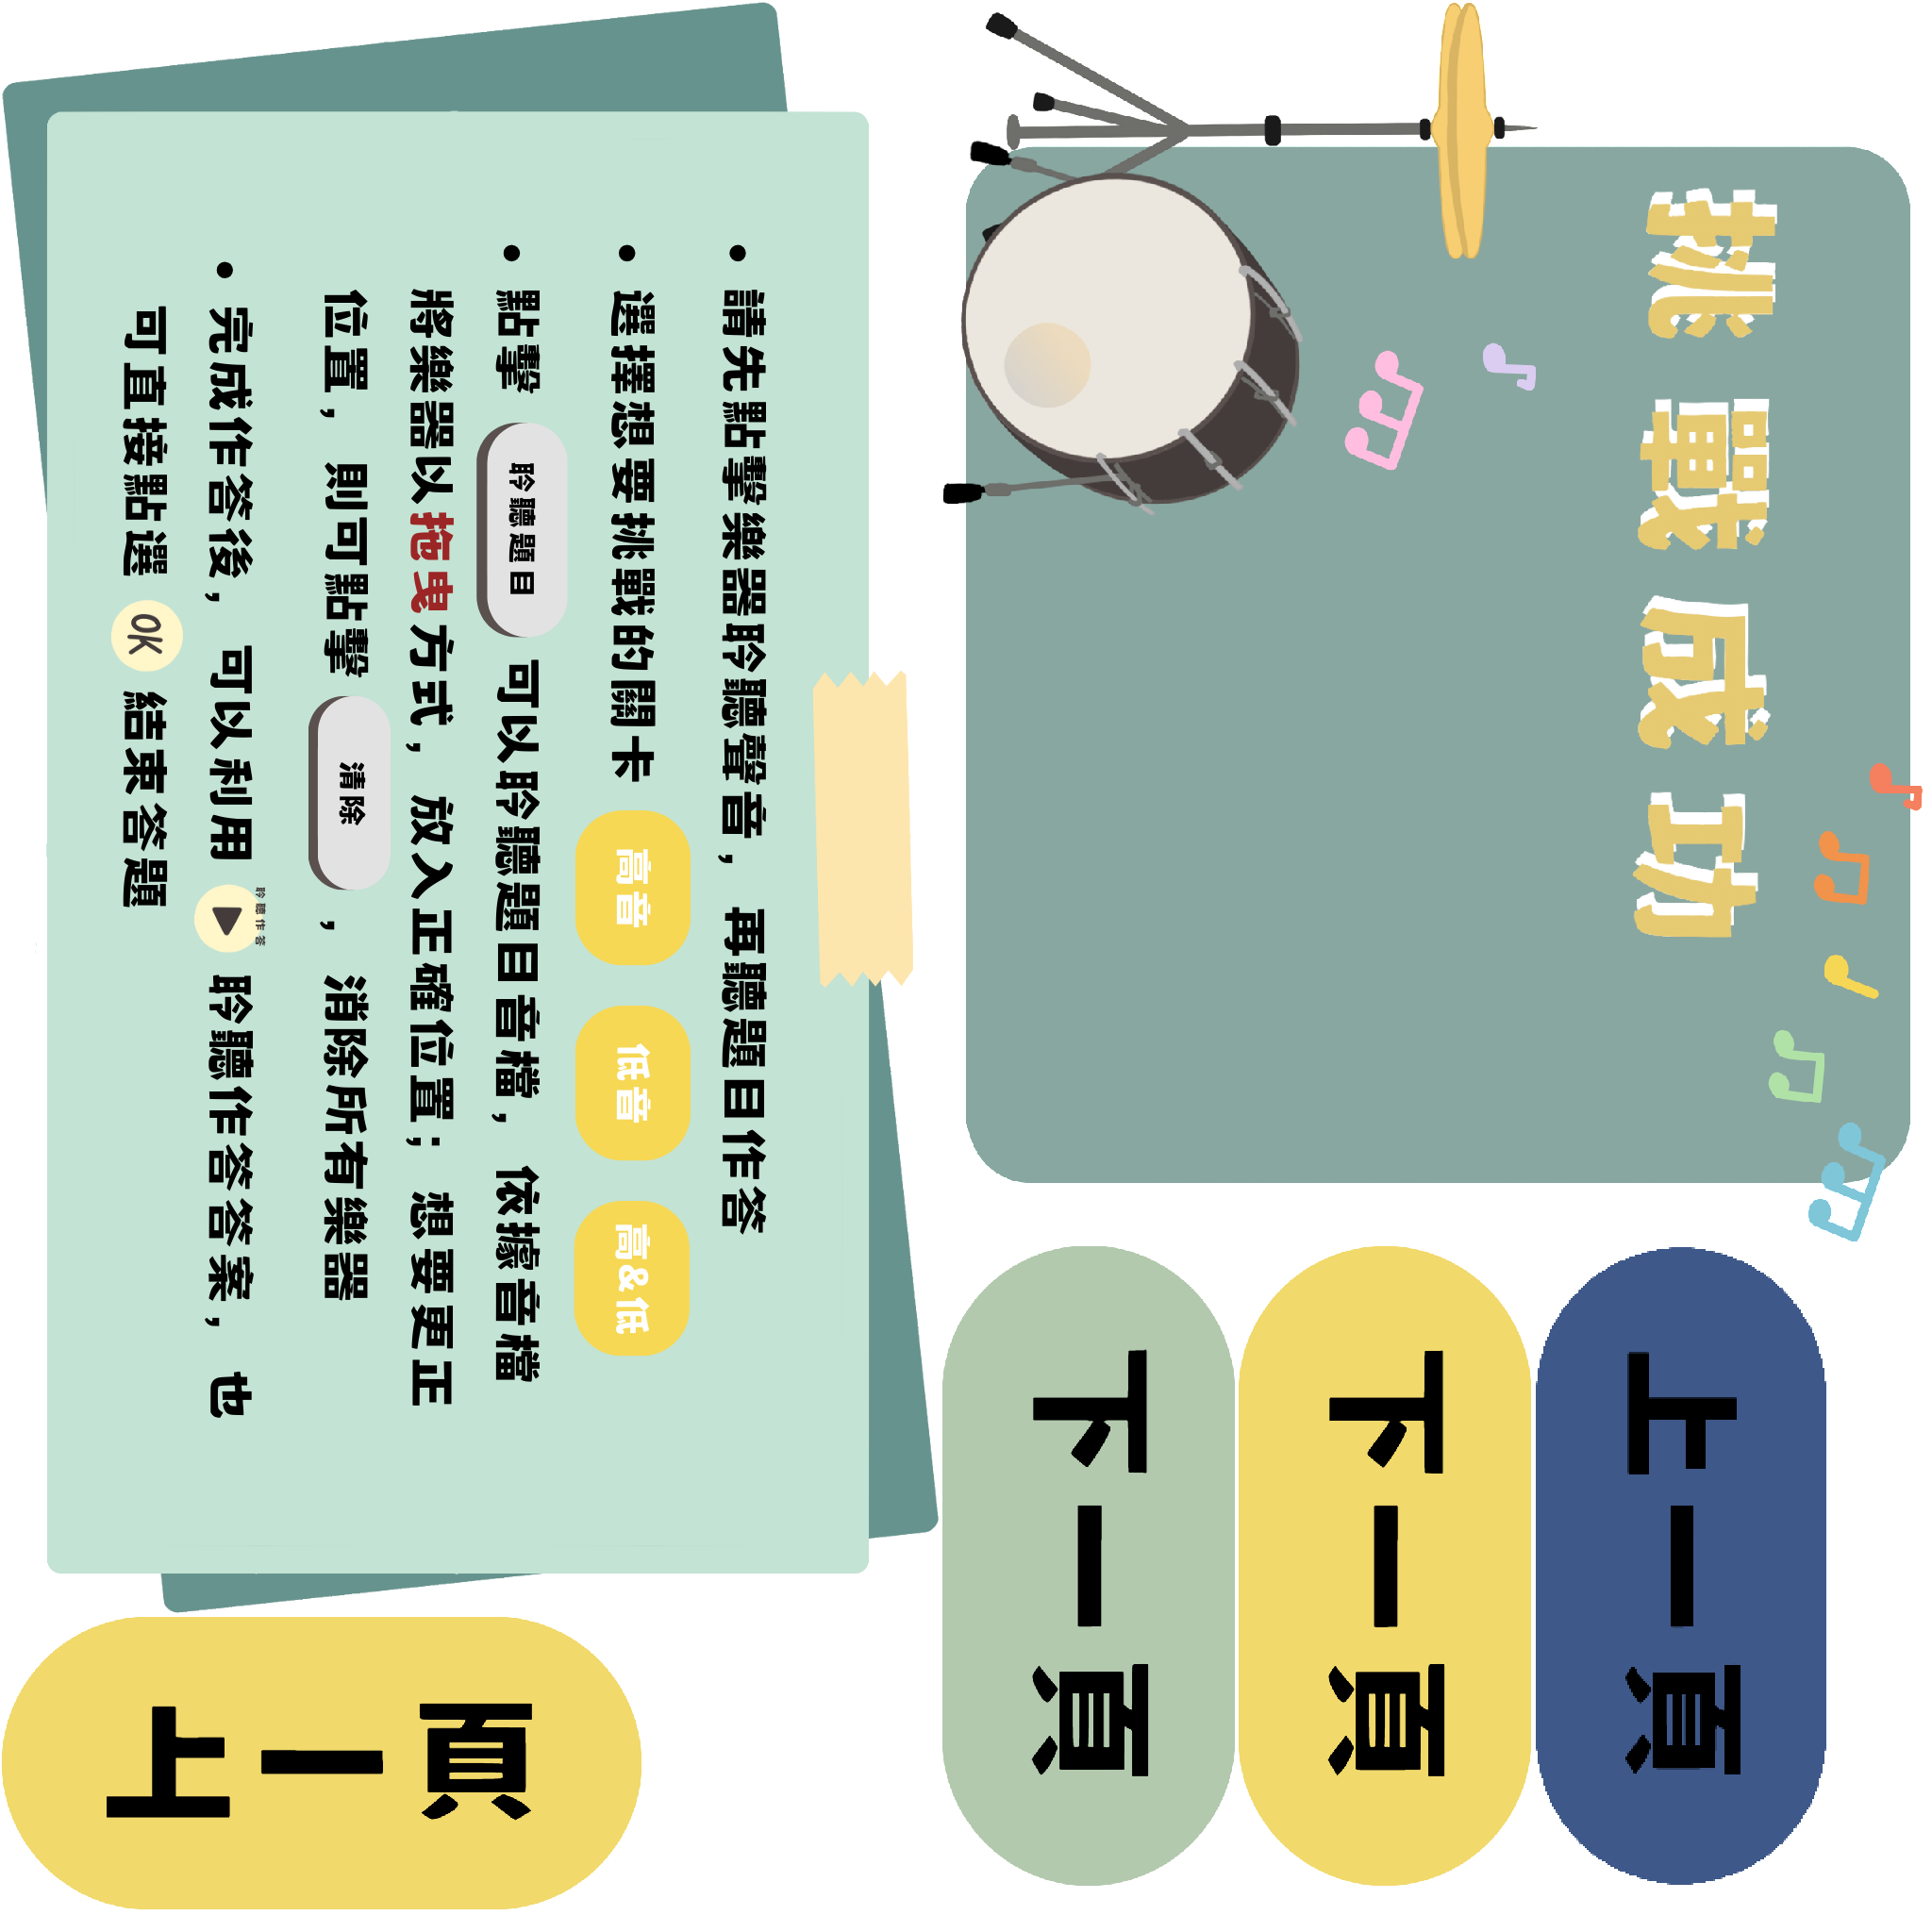 • 請先點擊樂器聆聽聲音，再聽題目作答
• 選擇想要挑戰的關卡 高音 低音 高&低
• 點擊 聆聽題目 可以聆聽題目音檔，依據音檔
將樂器以拖曳方式，放入正確位置；想要更正
位置，則可點擊 清除 ，消除所有樂器
• 完成作答後，可以利用 聆聽作答 聆聽作答答案，也
可直接點選 OK 結束答題
挑戰成功
下一頁
下一頁
上一頁
上一頁